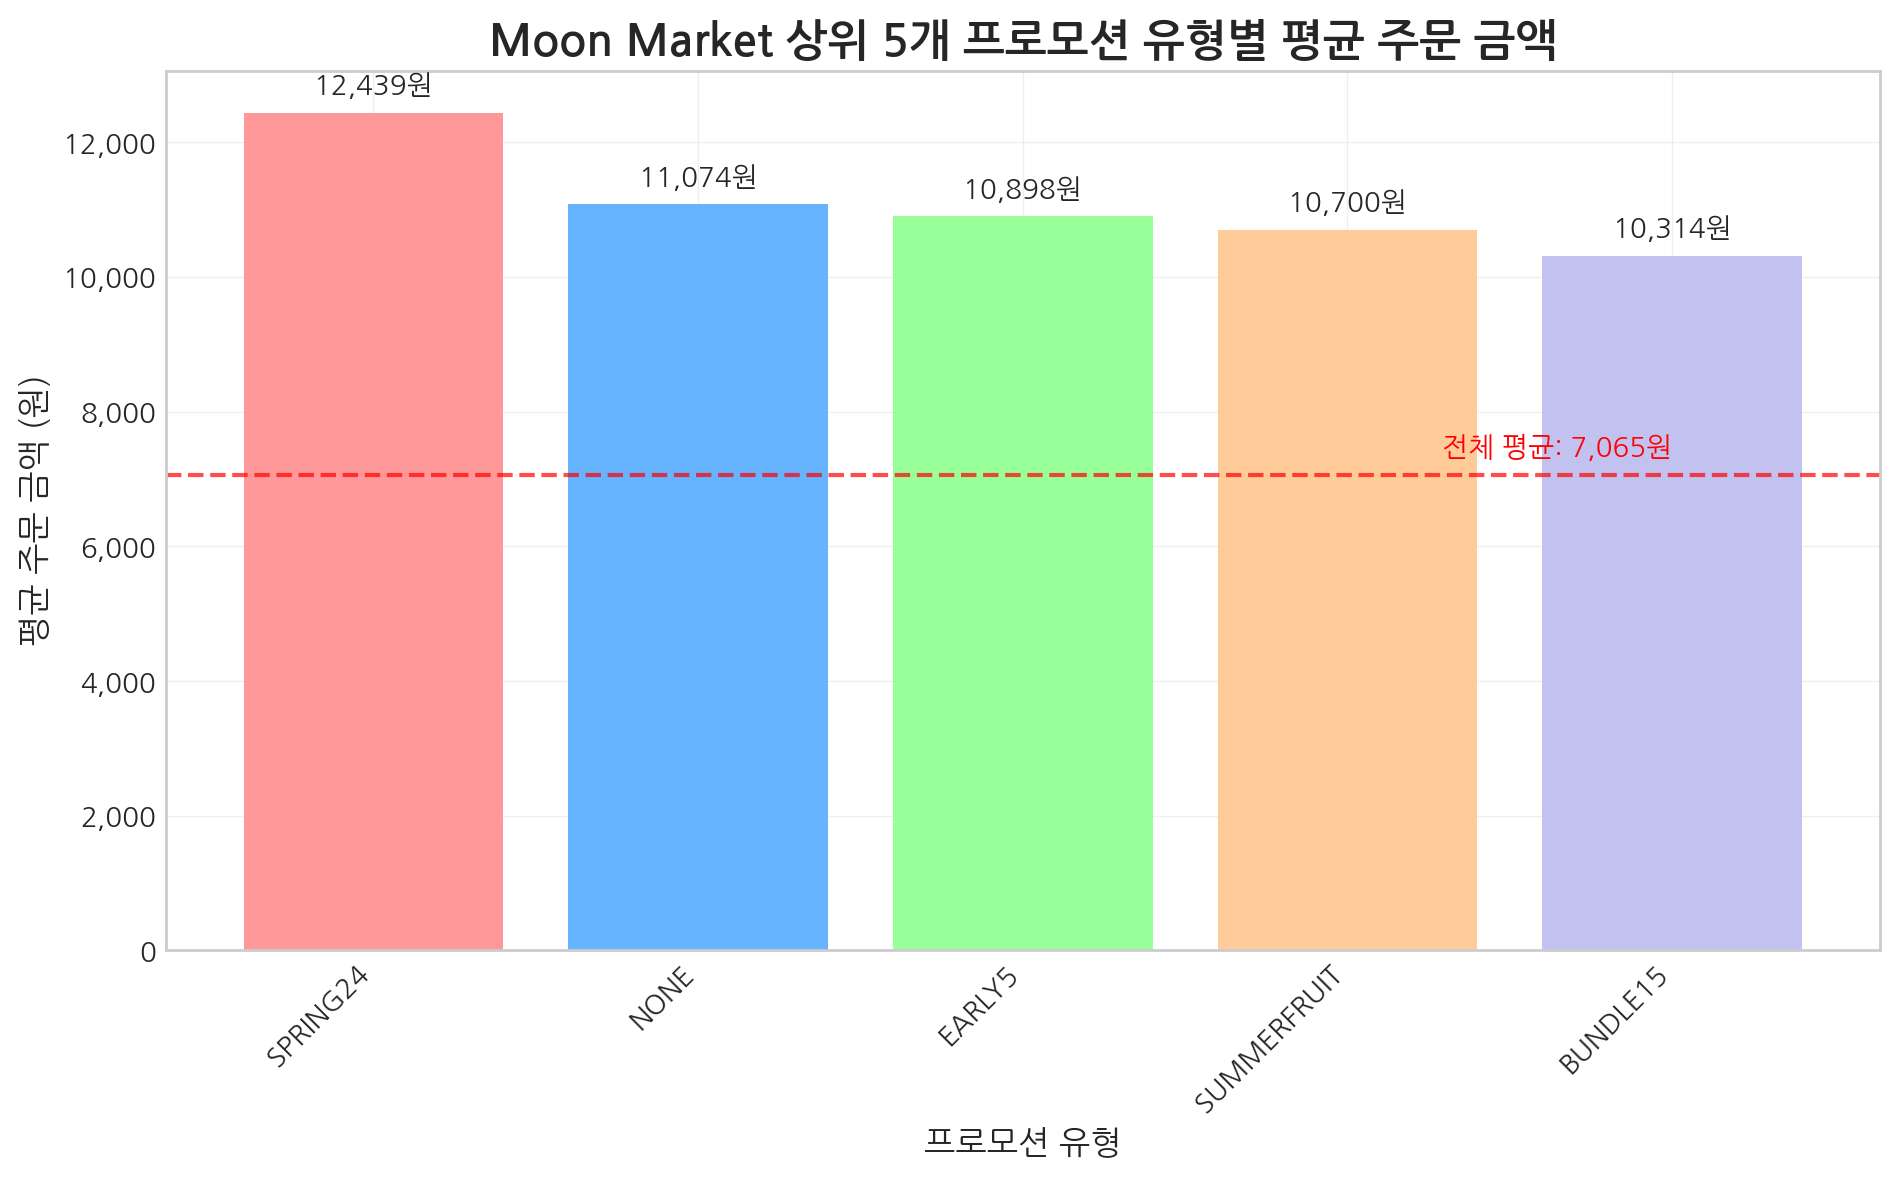 Moon Market 상위 5개 프로모션 유형별 평균 주문 금액
12,439원
11,074원
10,898원
10,700원
10,314원
전체 평균: 7,065원
평균 주문 금액 (원)
12,000
10,000
8,000
6,000
4,000
2,000
0
SPRING24
NONE
EARLY5
SUMMERFRUIT
BUNDLE15
프로모션 유형